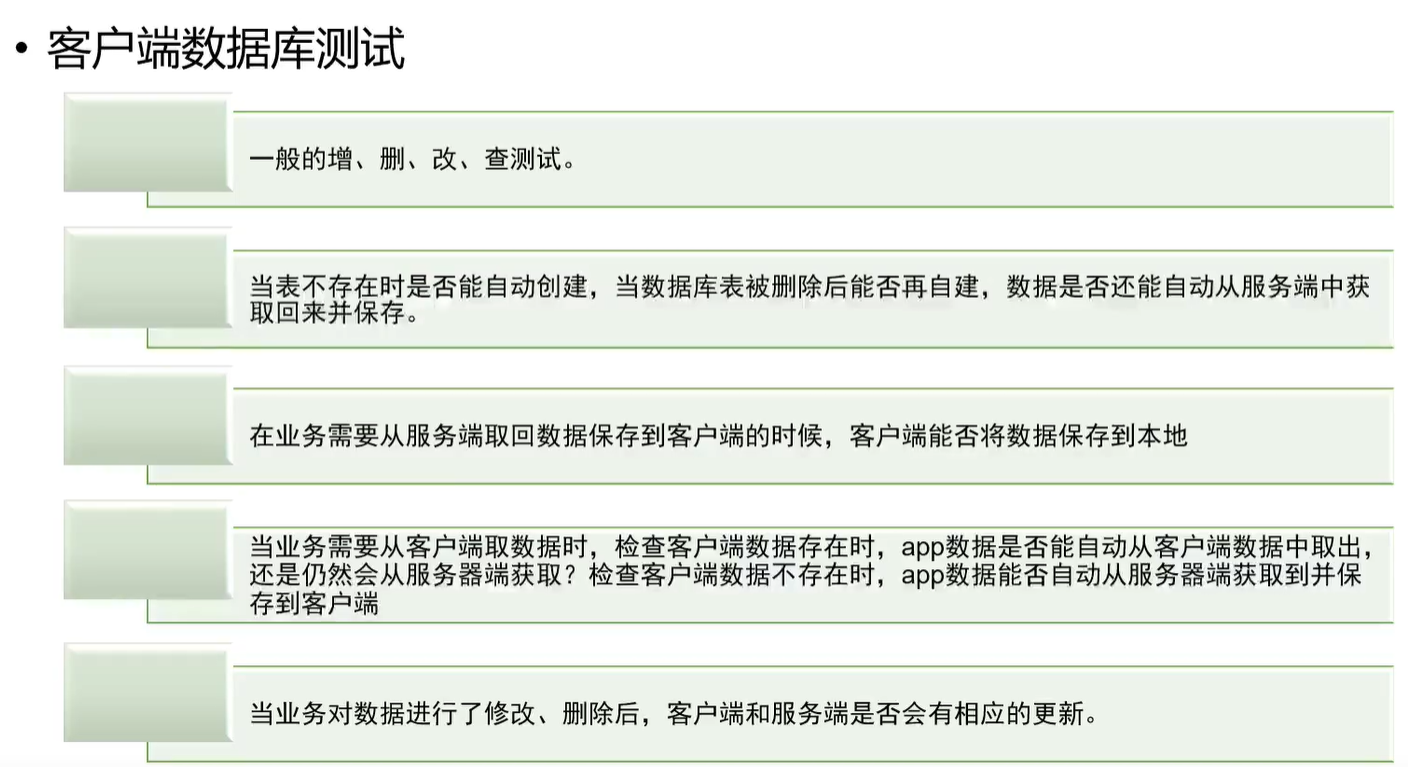 • 客户端数据库测试
一般的增、删、改、查测试。
当表不存在时是否能自动创建，当数据库表被删除后能否再自建，数据是否还能自动从服务端中获
取回来并保存。
在业务需要从服务端取回数据保存到客户端的时候，客户端能否将数据保存到本地
当业务需要从客户端取数据时，检查客户端数据存在时，app数据是否能自动从客户端数据中取出，
还是仍然会从服务器端获取？检查客户端数据不存在时，app数据能否自动从服务器端获取到并保
存到客户端
当业务对数据进行了修改、删除后，客户端和服务端是否会有相应的更新。